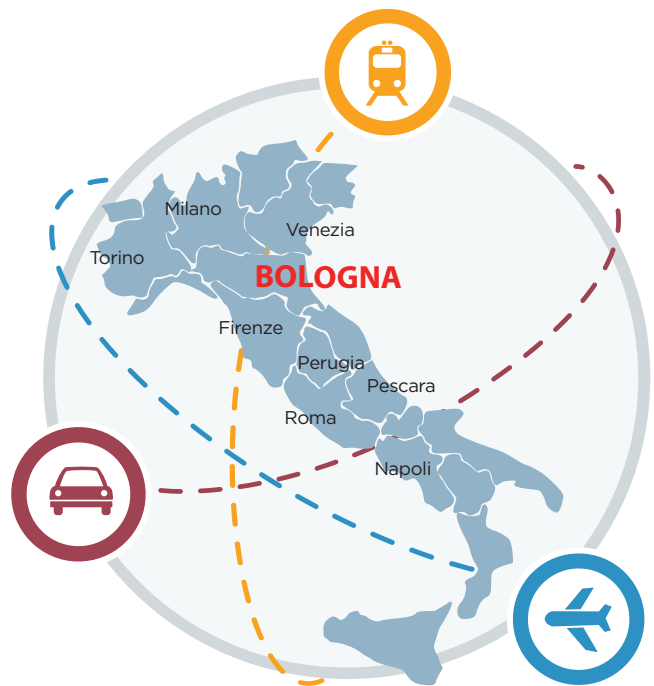 Milano
Venezia
Torino
BOLOGNA
Firenze
Perugia
Pescara
Roma
Napoli